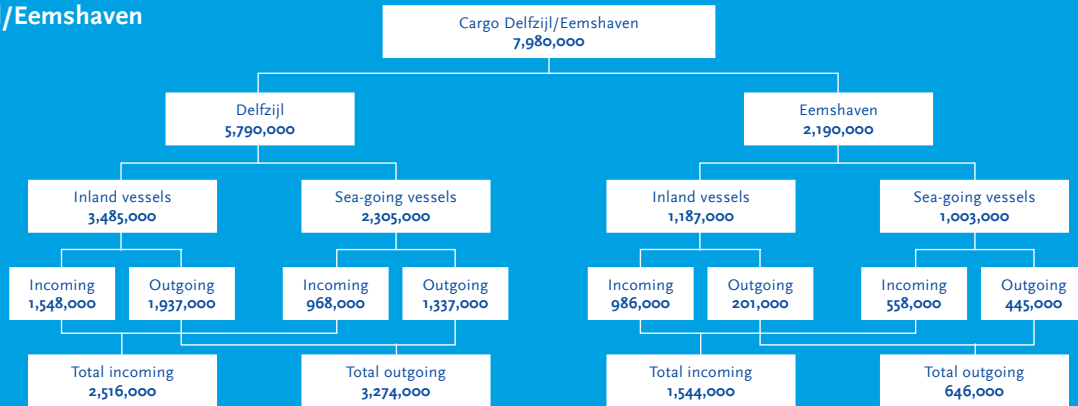 /Eemshaven
Cargo Delfzijl/Eemshaven
7,980,000
Delfzijl
5,790,000
Eemshaven
2,190,000
Inland vessels
3,485,000
Sea-going vessels
2,305,000
Inland vessels
1,187,000
Sea-going vessels
1,003,000
Incoming
1,548,000
Outgoing
1,937,000
Incoming
968,000
Outgoing
1,337,000
Incoming
986,000
Outgoing
201,000
Incoming
558,000
Outgoing
445,000
Total incoming
2,516,000
Total outgoing
3,274,000
Total incoming
1,544,000
Total outgoing
646,000